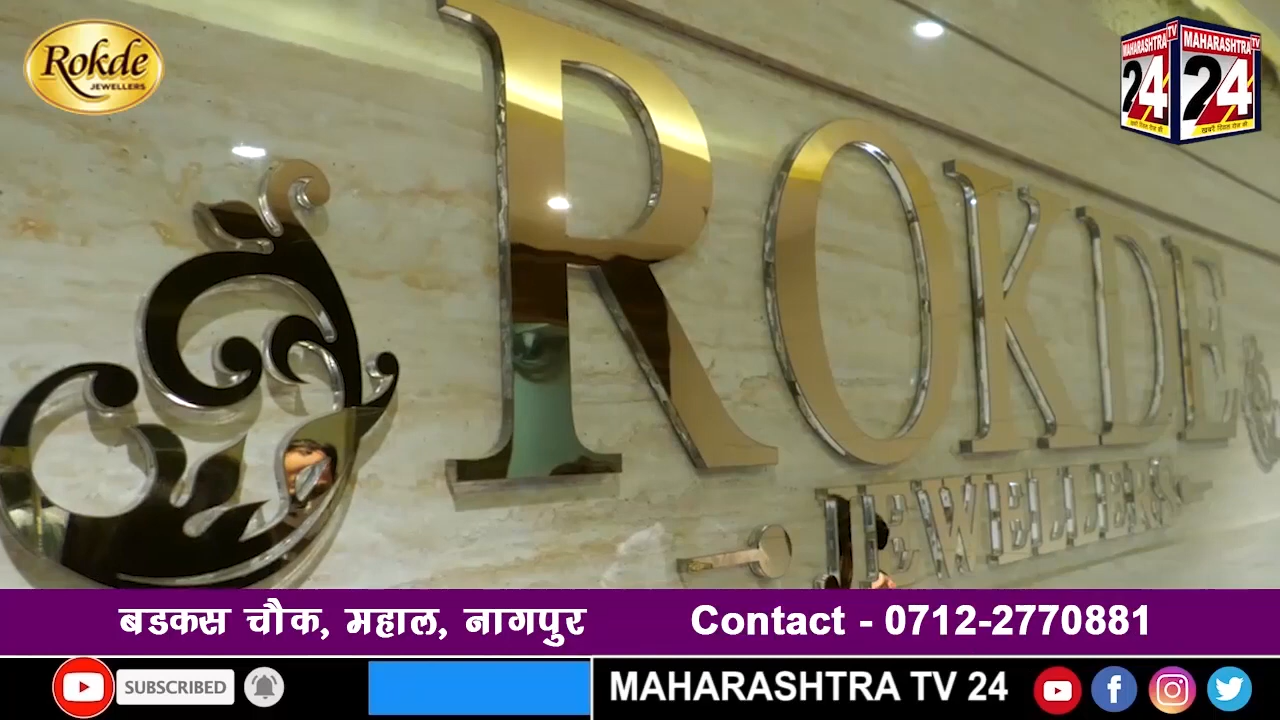 Rokde
JEWELLERS
MAHARASHTRA TV
24
MAHARASHTRA TV
24
ROKDE
JEWELLERS
बडकस चौक, महाल, नागपुर
Contact - 0712-2770881
SUBSCRIBED
MAHARASHTRA TV 24